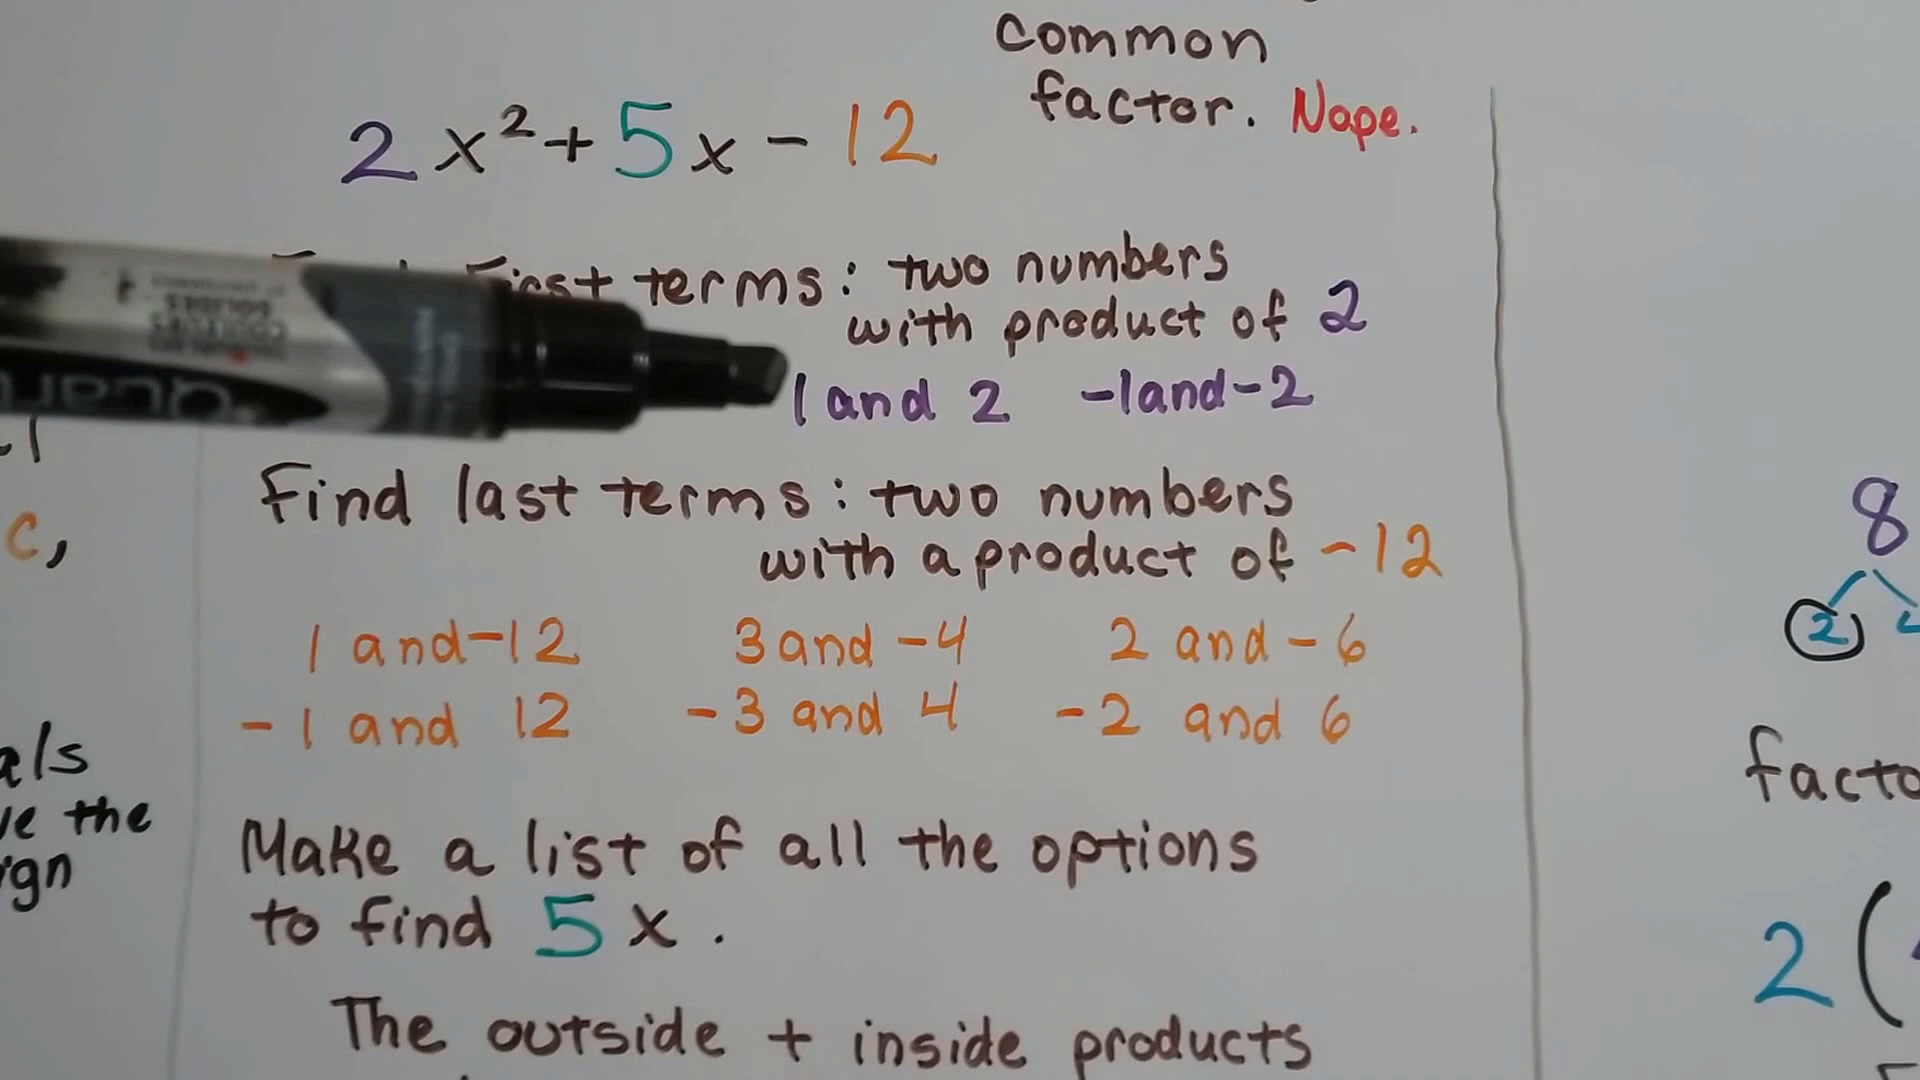 common
factor. Nope.
2x²+5x-12
First terms: two numbers
with product of 2
1 and 2 -1and-2
Find last terms: two numbers
with a product of -12
1 and-12 3and -4 2 and -6
-1 and 12 -3 and 4 -2 and 6
Make a list of all the options
to find 5x.
The outside + inside products
c,
the
8
2
2(